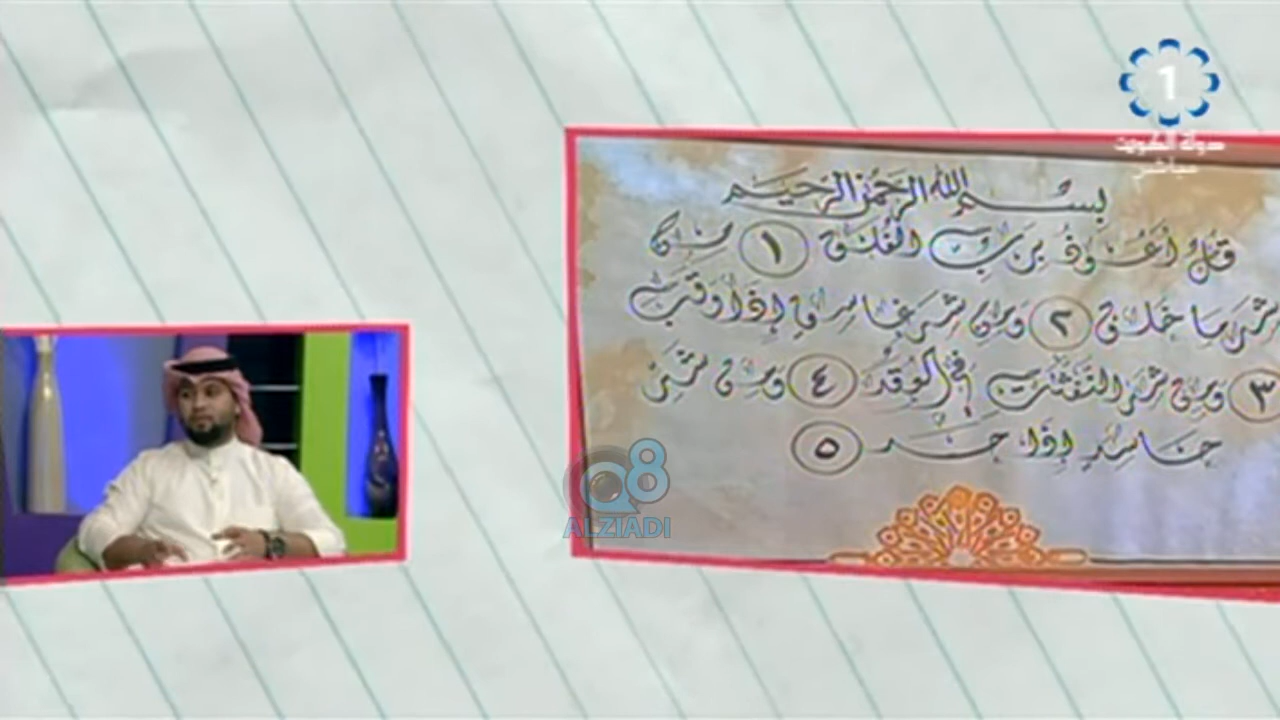 1
دولة الكويت
مباشر
بسم الله الرحمن الرحيم
قل أعوذ برب الفلق ١ من
شر ما خلق ٢ ومن شر غاسق إذا وقب
٣ ومن شر النفثت في العقد ٤ ومن شر
حاسد إذا حسد ٥
Q8
ALZIADI